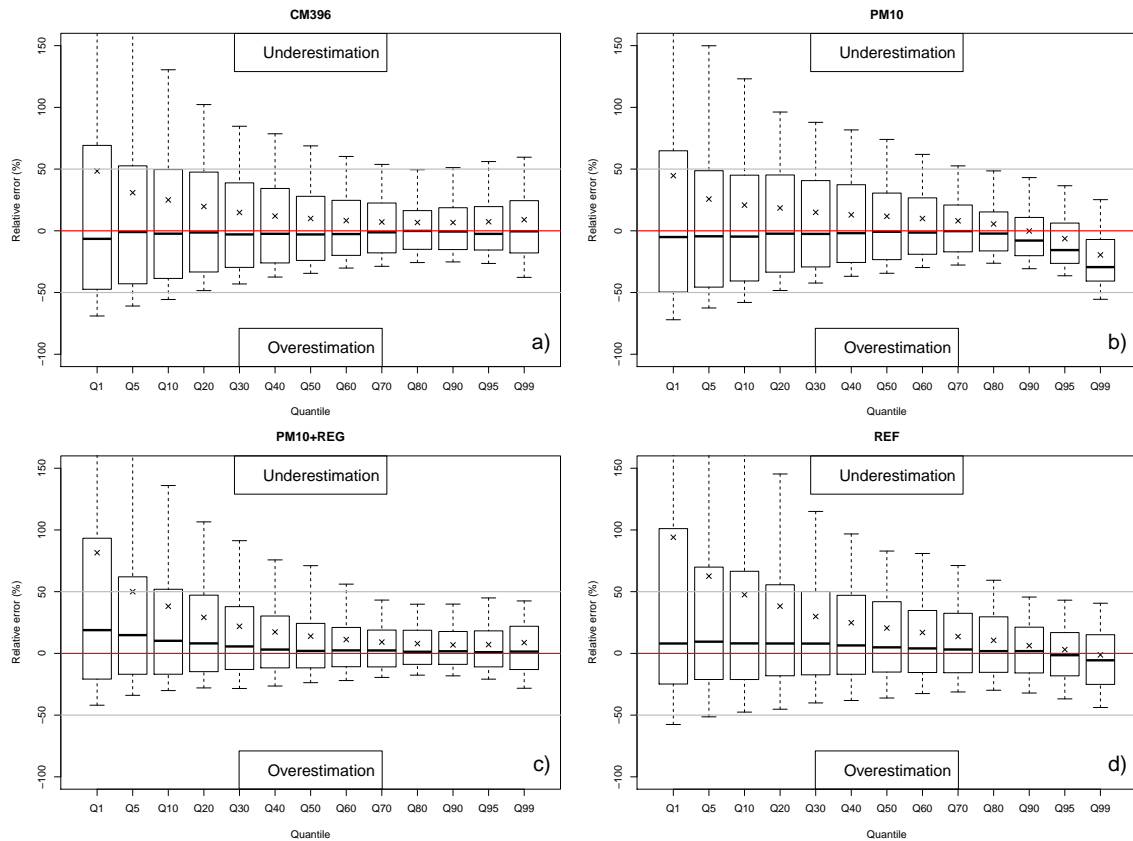 CM396
Relative error (%)
150
100
50
0
−50
−100
Underestimation
Overestimation
a)
Q1 Q5 Q10 Q20 Q30 Q40 Q50 Q60 Q70 Q80 Q90 Q95 Q99
Quantile
PM10
Relative error (%)
150
100
50
0
−50
−100
Underestimation
Overestimation
b)
Q1 Q5 Q10 Q20 Q30 Q40 Q50 Q60 Q70 Q80 Q90 Q95 Q99
Quantile
PM10+REG
Relative error (%)
150
100
50
0
−50
−100
Underestimation
Overestimation
c)
Q1 Q5 Q10 Q20 Q30 Q40 Q50 Q60 Q70 Q80 Q90 Q95 Q99
Quantile
REF
Relative error (%)
150
100
50
0
−50
−100
Underestimation
Overestimation
d)
Q1 Q5 Q10 Q20 Q30 Q40 Q50 Q60 Q70 Q80 Q90 Q95 Q99
Quantile